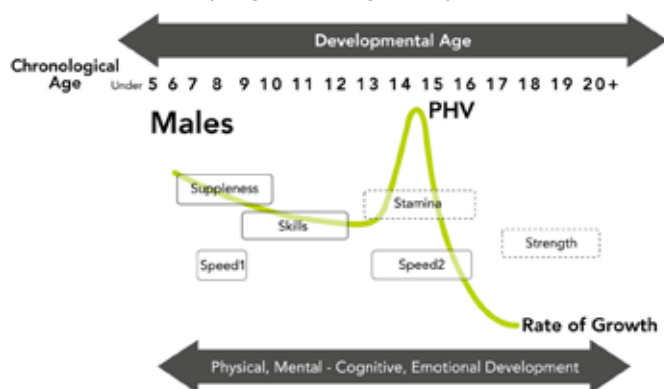 Developmental Age
Chronological
Age
Under 5 6 7 8 9 10 11 12 13 14 15 16 17 18 19 20+
Males
PHV
Suppleness
Stamina
Skills
Strength
Speed1
Speed2
Rate of Growth
Physical, Mental - Cognitive, Emotional Development